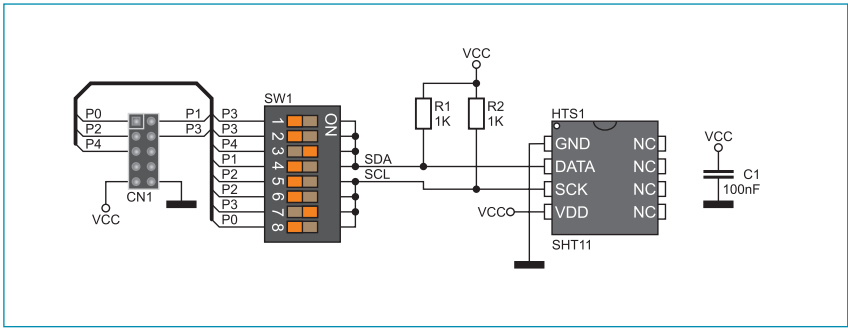 VCC
SW1
P0
P1
P3
ON
R1
1K
R2
1K
HTS1
P2
P3
P3
P4
P4
P1
P2
P2
P3
P0
1
2
3
4
5
6
7
8
SDA
SCL
GND
NC
DATA
NC
SCK
NC
VDD
NC
VCC
SHT11
VCC
C1
100nF
CN1
VCC